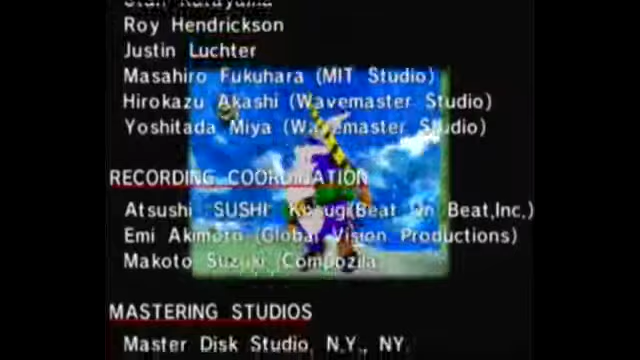 Roy Hendrickson
Justin Luchter
Masahiro Fukuhara (MIT Studio)
Hirokazu Akashi (Wavemaster Studio)
Yoshitada Miya (Wavemaster Studio)
RECORDING COORDINATION
Atsushi SUSHI Kosugi(Beat On Beat,Inc.)
Emi Akimoto (Global Vision Productions)
Makoto Suzuki (Compozila
MASTERING STUDIOS
Master Disk Studio, N.Y., NY.